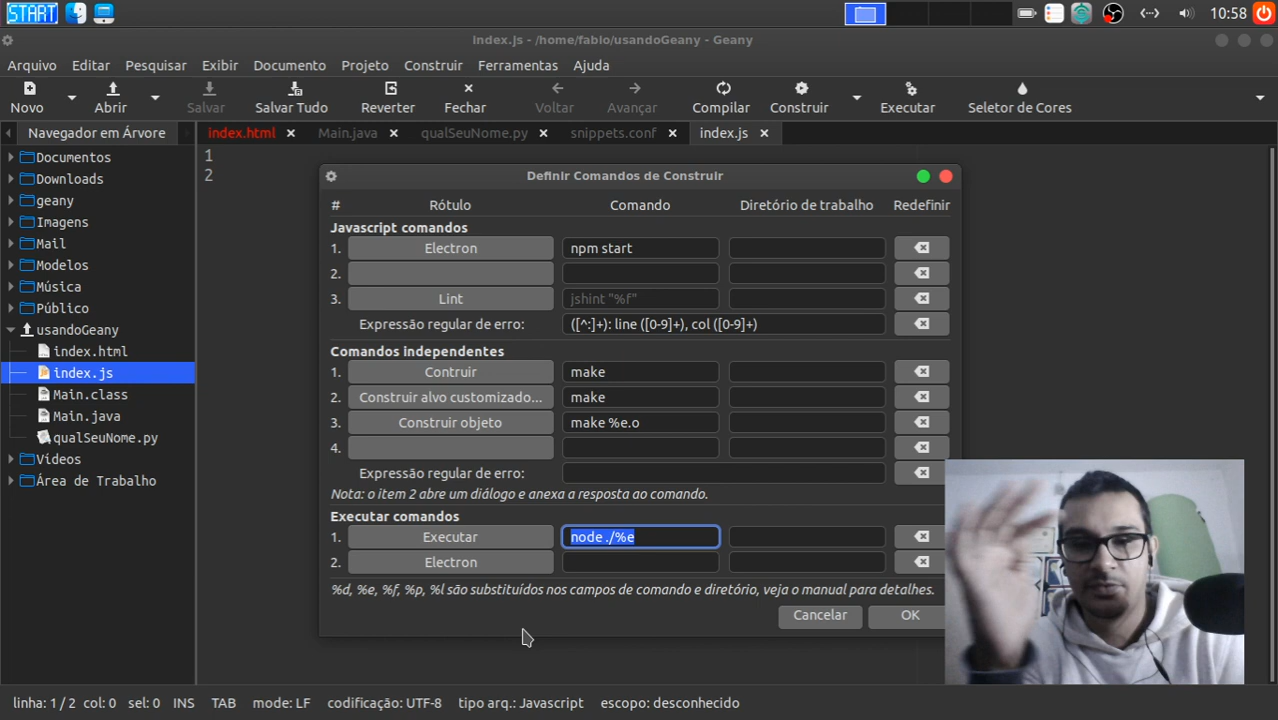 START
10:58
index.js - /home/fabio/usandoGeany - Geany
Arquivo Editar Pesquisar Exibir Documento Projeto Construir Ferramentas Ajuda
Novo Abrir Salvar Salvar Tudo Reverter Fechar Voltar Avançar Compilar Construir Executar Seletor de Cores
Navegador em Árvore index.html Main.java qualSeuNome.py snippets.conf index.js
Documentos
Downloads
geany
Imagens
Mail
Modelos
Música
Público
usandoGeany
index.html
index.js
Main.class
Main.java
qualSeuNome.py
Vídeos
Área de Trabalho
1
2
Definir Comandos de Construir
# Rótulo Comando Diretório de trabalho Redefinir
Javascript comandos
1. Electron npm start
2.
3. Lint jshint "%f"
Expressão regular de erro: ([^:]+): line ([0-9]+), col ([0-9]+)
Comandos independentes
1. Contruir make
2. Construir alvo customizado... make
3. Construir objeto make %e.o
4.
Expressão regular de erro:
Nota: o item 2 abre um diálogo e anexa a resposta ao comando.
Executar comandos
1. Executar node ./%e
2. Electron
%d, %e, %f, %p, %l são substituídos nos campos de comando e diretório, veja o manual para detalhes.
Cancelar OK
linha: 1 / 2 col: 0 sel: 0 INS TAB mode: LF codificação: UTF-8 tipo arq.: Javascript escopo: desconhecido